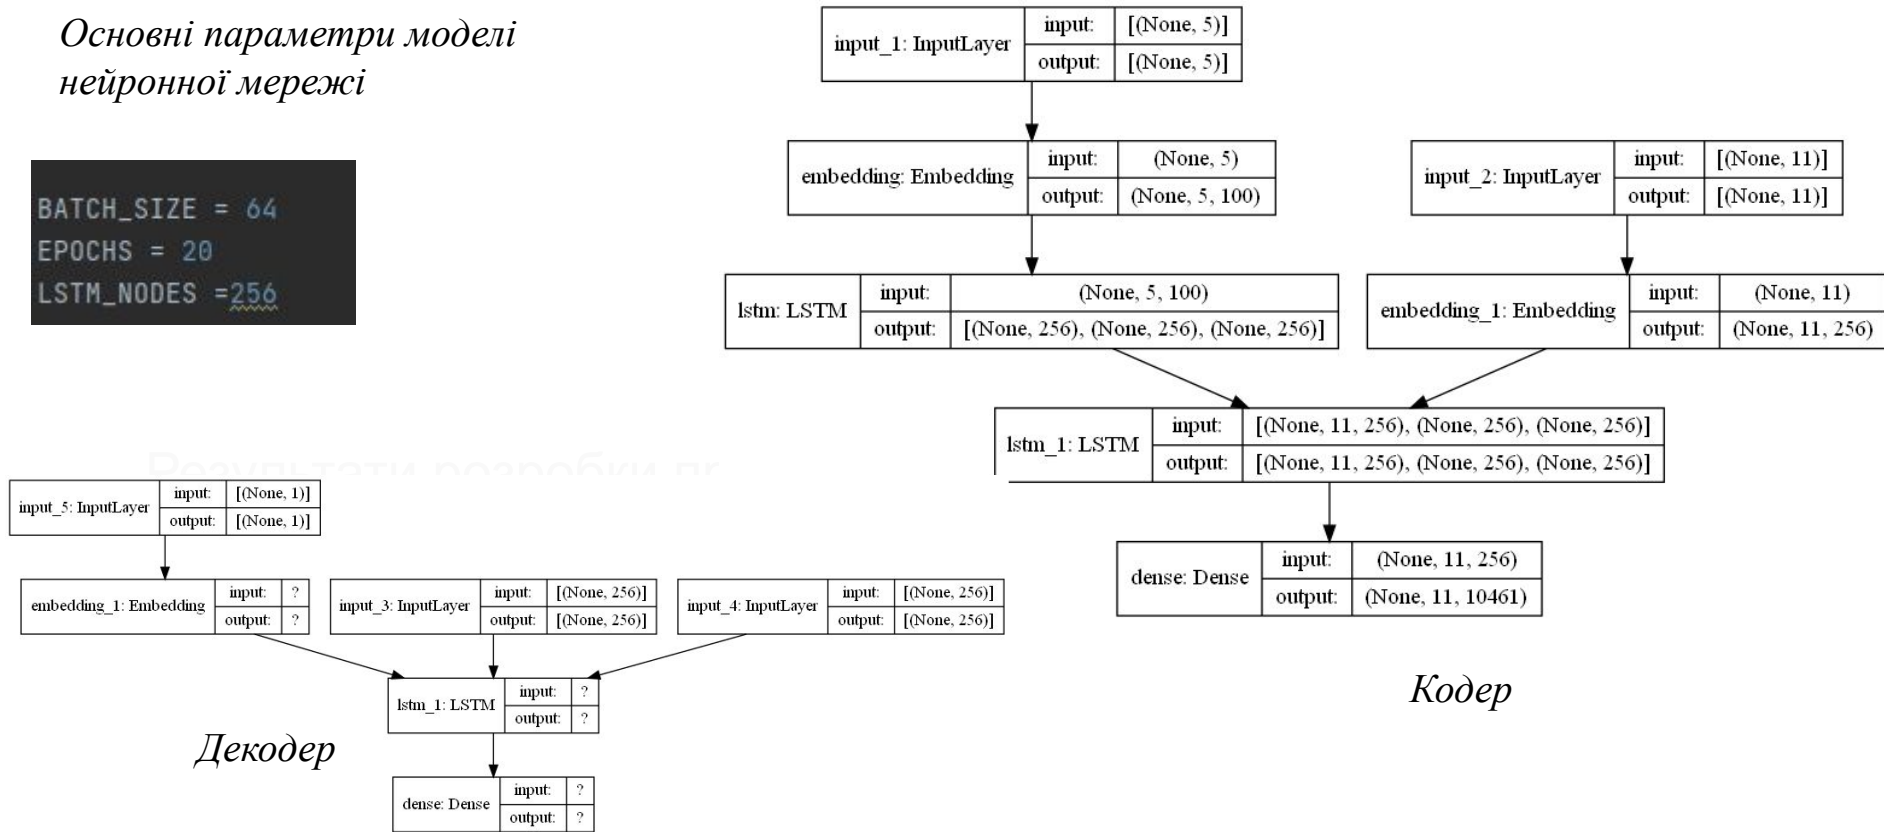 Основні параметри моделі
нейронної мережі
BATCH_SIZE = 64
EPOCHS = 20
LSTM_NODES =256
input_1: InputLayer
input: [(None, 5)]
output: [(None, 5)]
embedding: Embedding
input: (None, 5)
output: (None, 5, 100)
input_2: InputLayer
input: [(None, 11)]
output: [(None, 11)]
lstm: LSTM
input: (None, 5, 100)
output: [(None, 256), (None, 256), (None, 256)]
embedding_1: Embedding
input: (None, 11)
output: (None, 11, 256)
lstm_1: LSTM
input: [(None, 11, 256), (None, 256), (None, 256)]
output: [(None, 11, 256), (None, 256), (None, 256)]
dense: Dense
input: (None, 11, 256)
output: (None, 11, 10461)
Кодер
Результати розробки
input_5: InputLayer
input: [(None, 1)]
output: [(None, 1)]
embedding_1: Embedding
input: ?
output: ?
input_3: InputLayer
input: [(None, 256)]
output: [(None, 256)]
input_4: InputLayer
input: [(None, 256)]
output: [(None, 256)]
lstm_1: LSTM
input: ?
output: ?
Декодер
dense: Dense
input: ?
output: ?